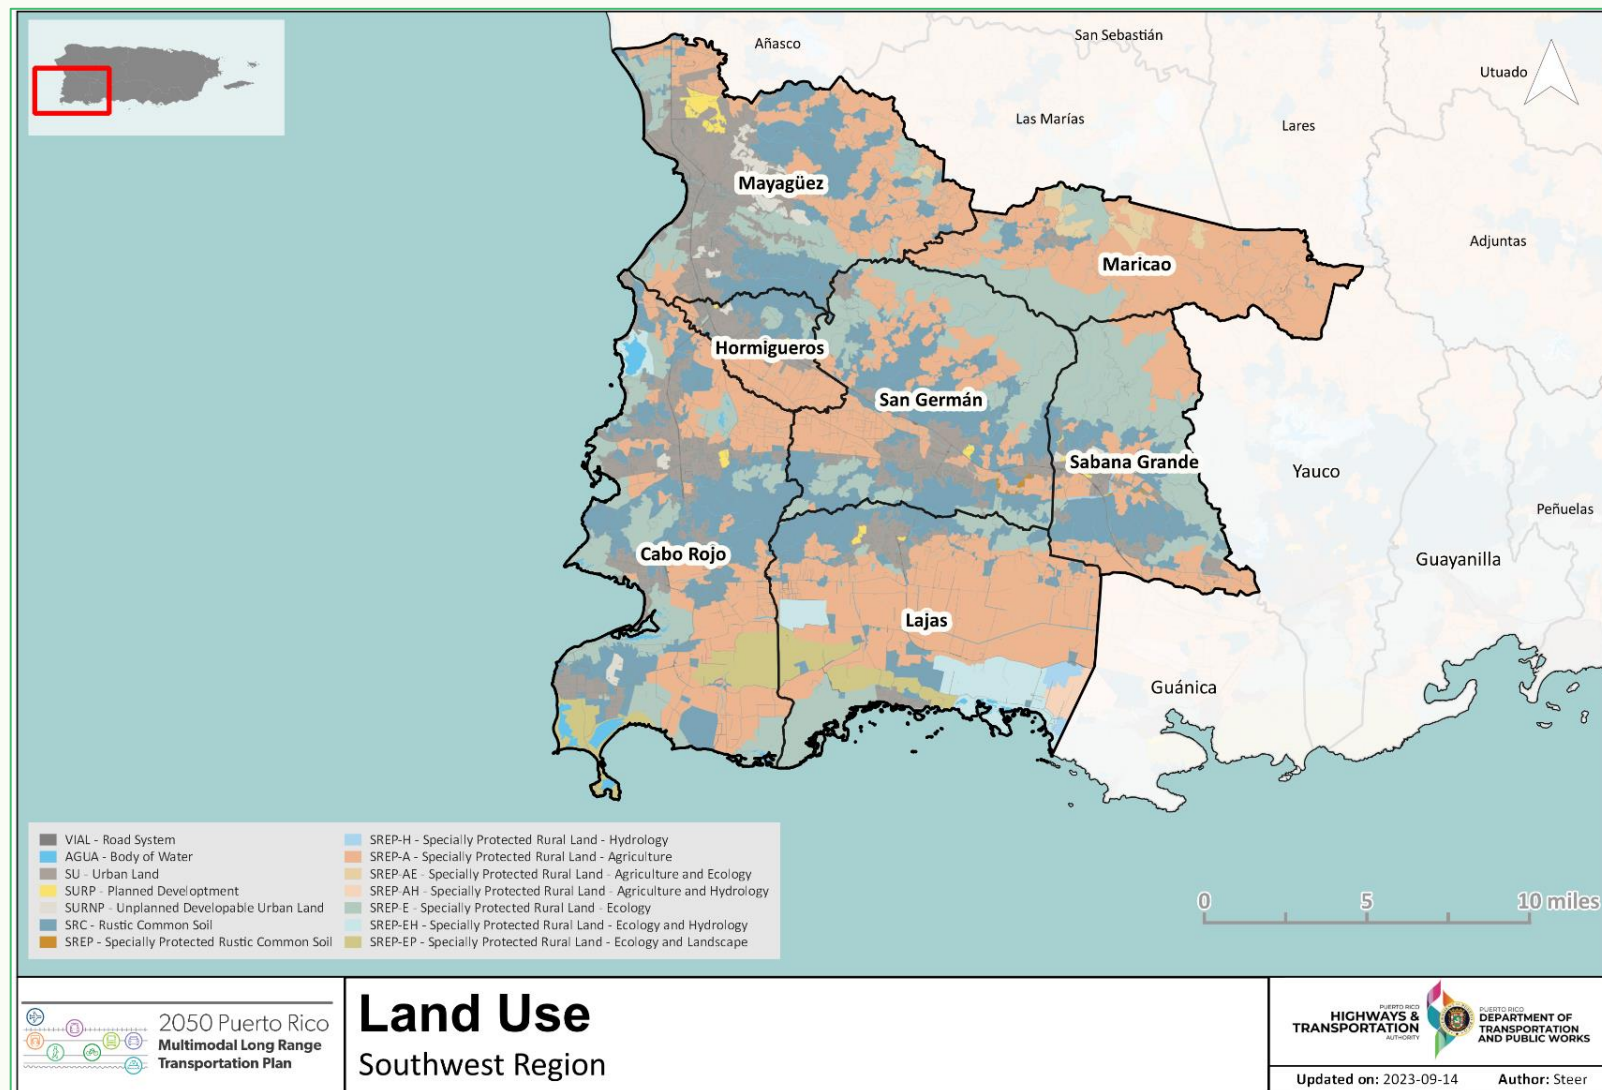 Añasco
San Sebastián
Utuado
Las Marías
Lares
Mayagüez
Adjuntas
Maricao
Hormigueros
San Germán
Sabana Grande
Yauco
Peñuelas
Cabo Rojo
Guayanilla
Lajas
Guánica
VIAL - Road System
AGUA - Body of Water
SU - Urban Land
SURP - Planned Developtment
SURNP - Unplanned Developable Urban Land
SRC - Rustic Common Soil
SREP - Specially Protected Rustic Common Soil
SREP-H - Specially Protected Rural Land - Hydrology
SREP-A - Specially Protected Rural Land - Agriculture
SREP-AE - Specially Protected Rural Land - Agriculture and Ecology
SREP-AH - Specially Protected Rural Land - Agriculture and Hydrology
SREP-E - Specially Protected Rural Land - Ecology
SREP-EH - Specially Protected Rural Land - Ecology and Hydrology
SREP-EP - Specially Protected Rural Land - Ecology and Landscape
0 5 10 miles
2050 Puerto Rico
Multimodal Long Range
Transportation Plan
Land Use
Southwest Region
PUERTO RICO
HIGHWAYS &
TRANSPORTATION
AUTHORITY
PUERTO RICO
DEPARTMENT OF
TRANSPORTATION
AND PUBLIC WORKS
Updated on: 2023-09-14 Author: Steer